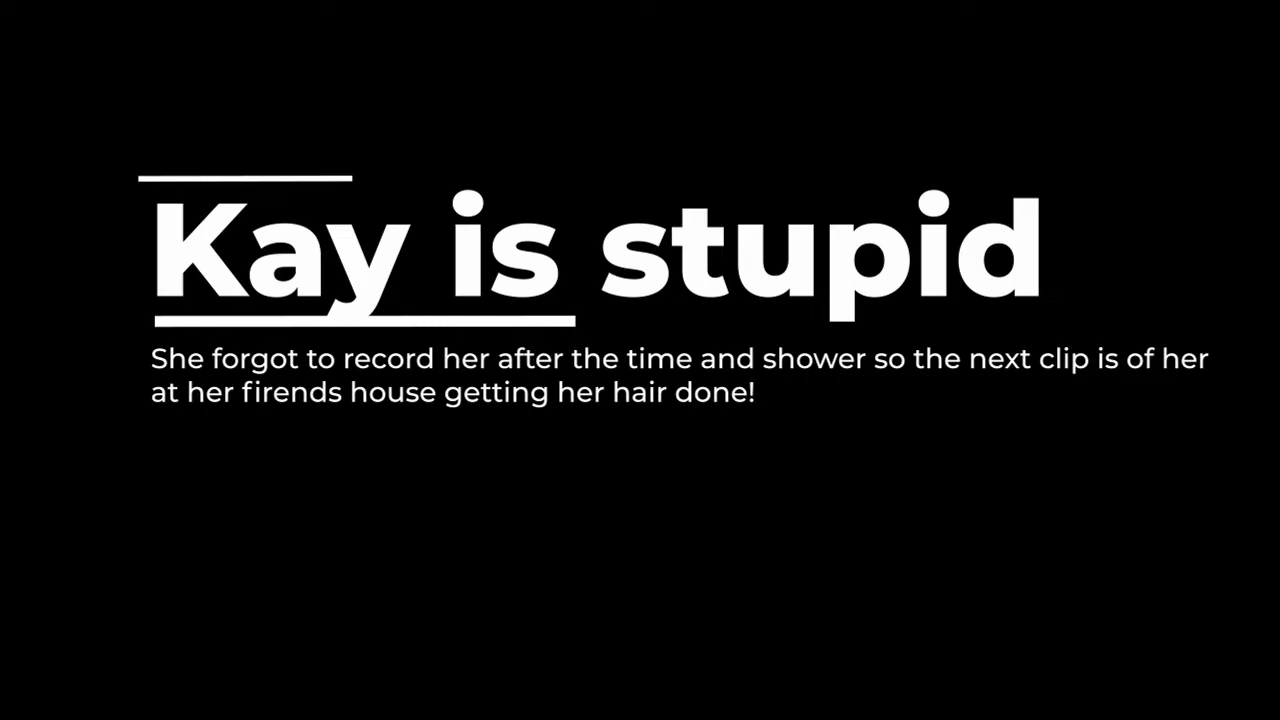 Kay is stupid
She forgot to record her after the time and shower so the next clip is of her
at her firends house getting her hair done!